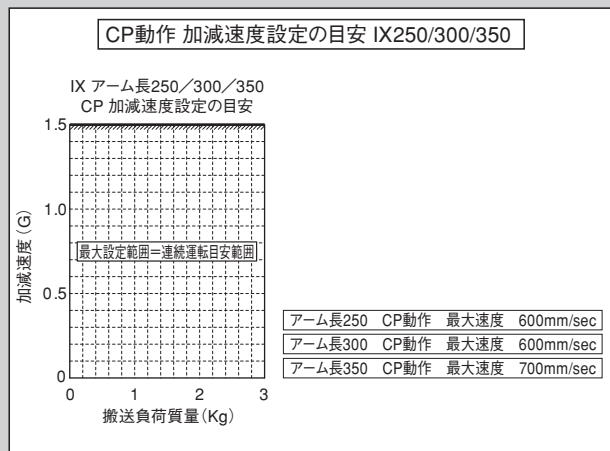 CP動作 加減速度設定の目安 IX250/300/350
IX アーム長250／300／350
CP 加減速度設定の目安
1.5
1.0
0.5
0
加減速度(G)
最大設定範囲＝連続運転目安範囲
0 1 2 3
搬送負荷質量(Kg)
アーム長250 CP動作 最大速度 600mm/sec
アーム長300 CP動作 最大速度 600mm/sec
アーム長350 CP動作 最大速度 700mm/sec